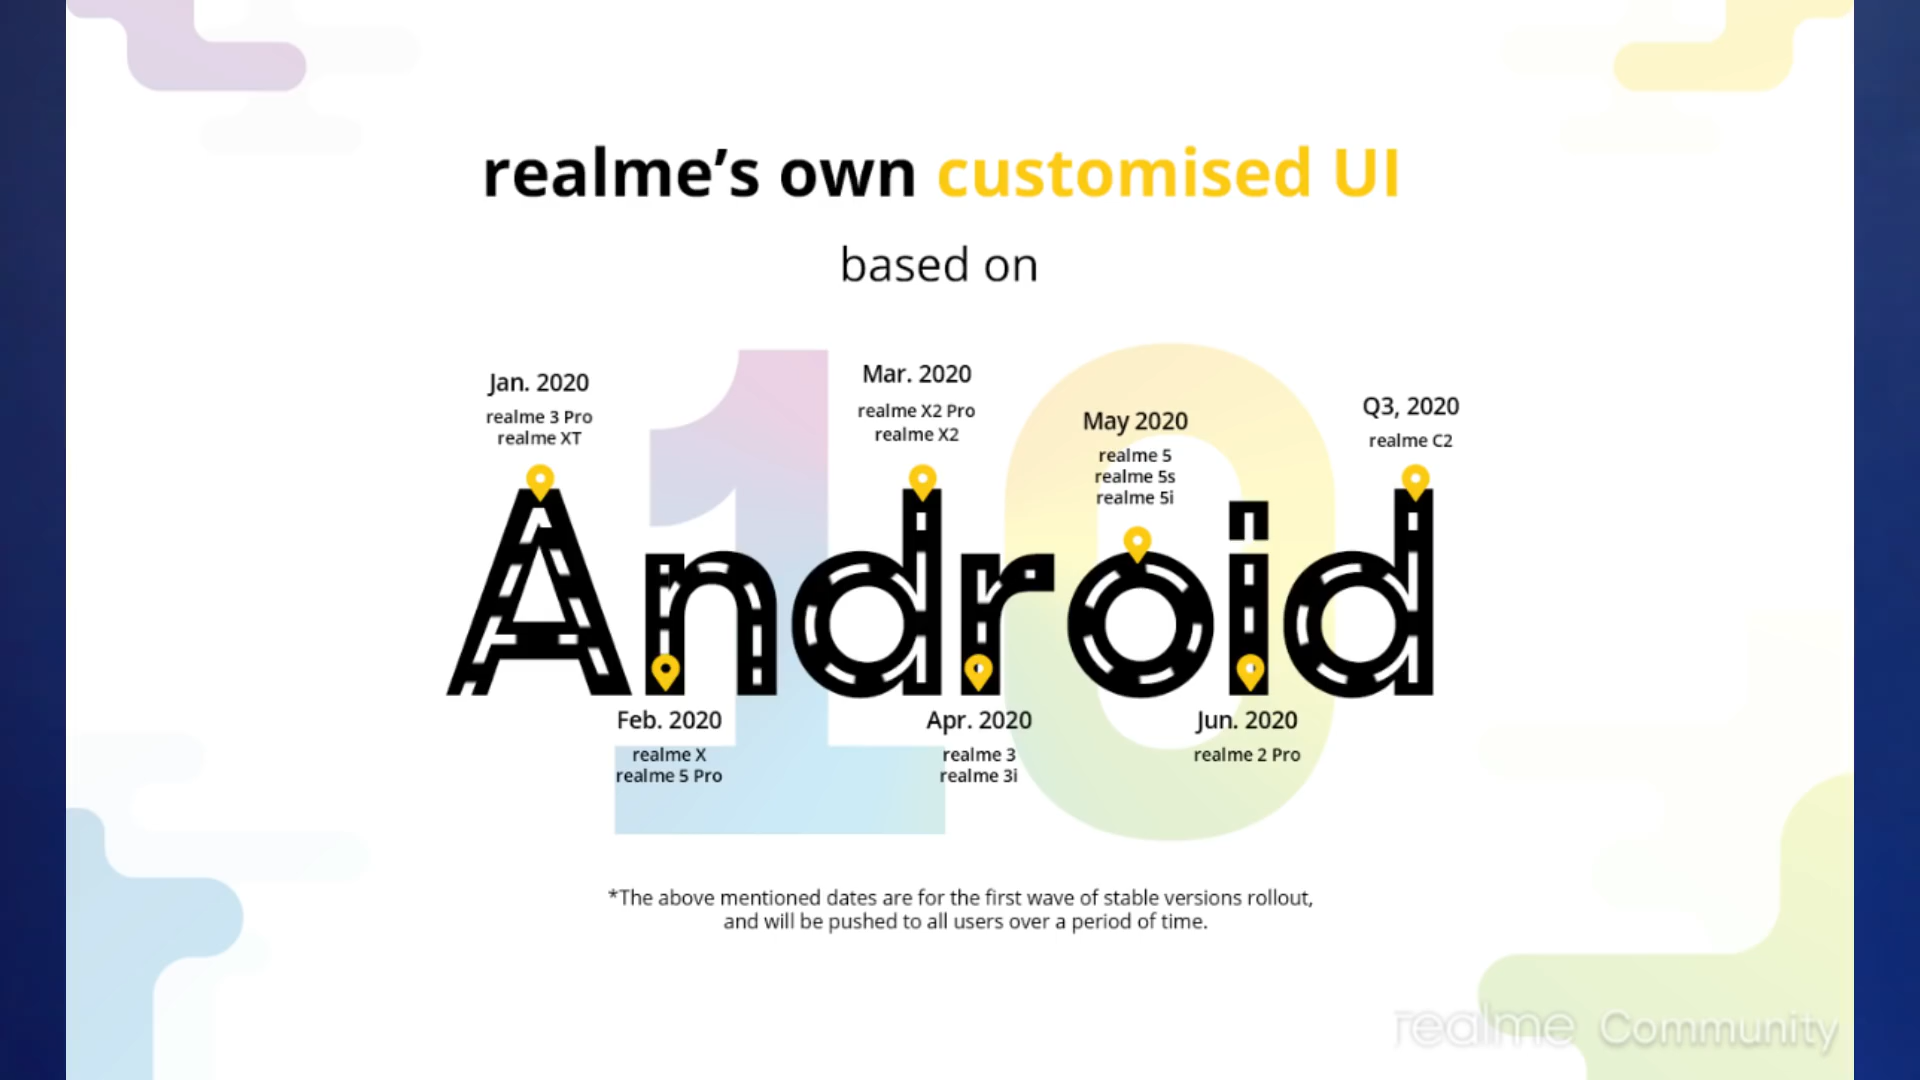 realme’s own customised UI
based on
10
Jan. 2020
realme 3 Pro
realme XT
Mar. 2020
realme X2 Pro
realme X2
May 2020
realme 5
realme 5s
realme 5i
Q3, 2020
realme C2
Android
Feb. 2020
realme X
realme 5 Pro
Apr. 2020
realme 3
realme 3i
Jun. 2020
realme 2 Pro
*The above mentioned dates are for the first wave of stable versions rollout,
and will be pushed to all users over a period of time.
realme Community